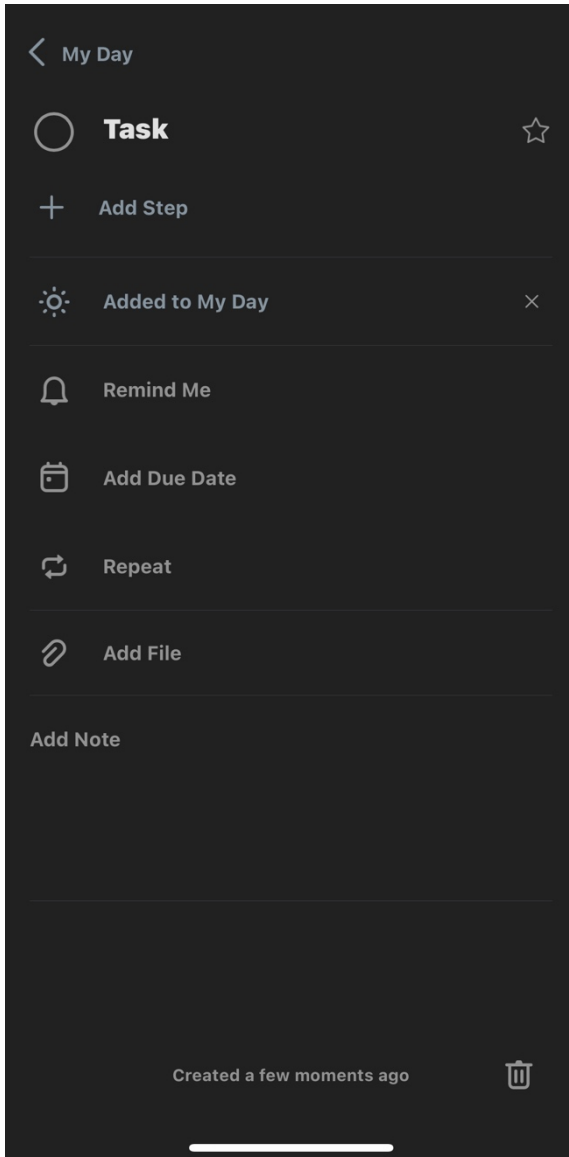 My Day
Task
Add Step
Added to My Day
Remind Me
Add Due Date
Repeat
Add File
Add Note
Created a few moments ago